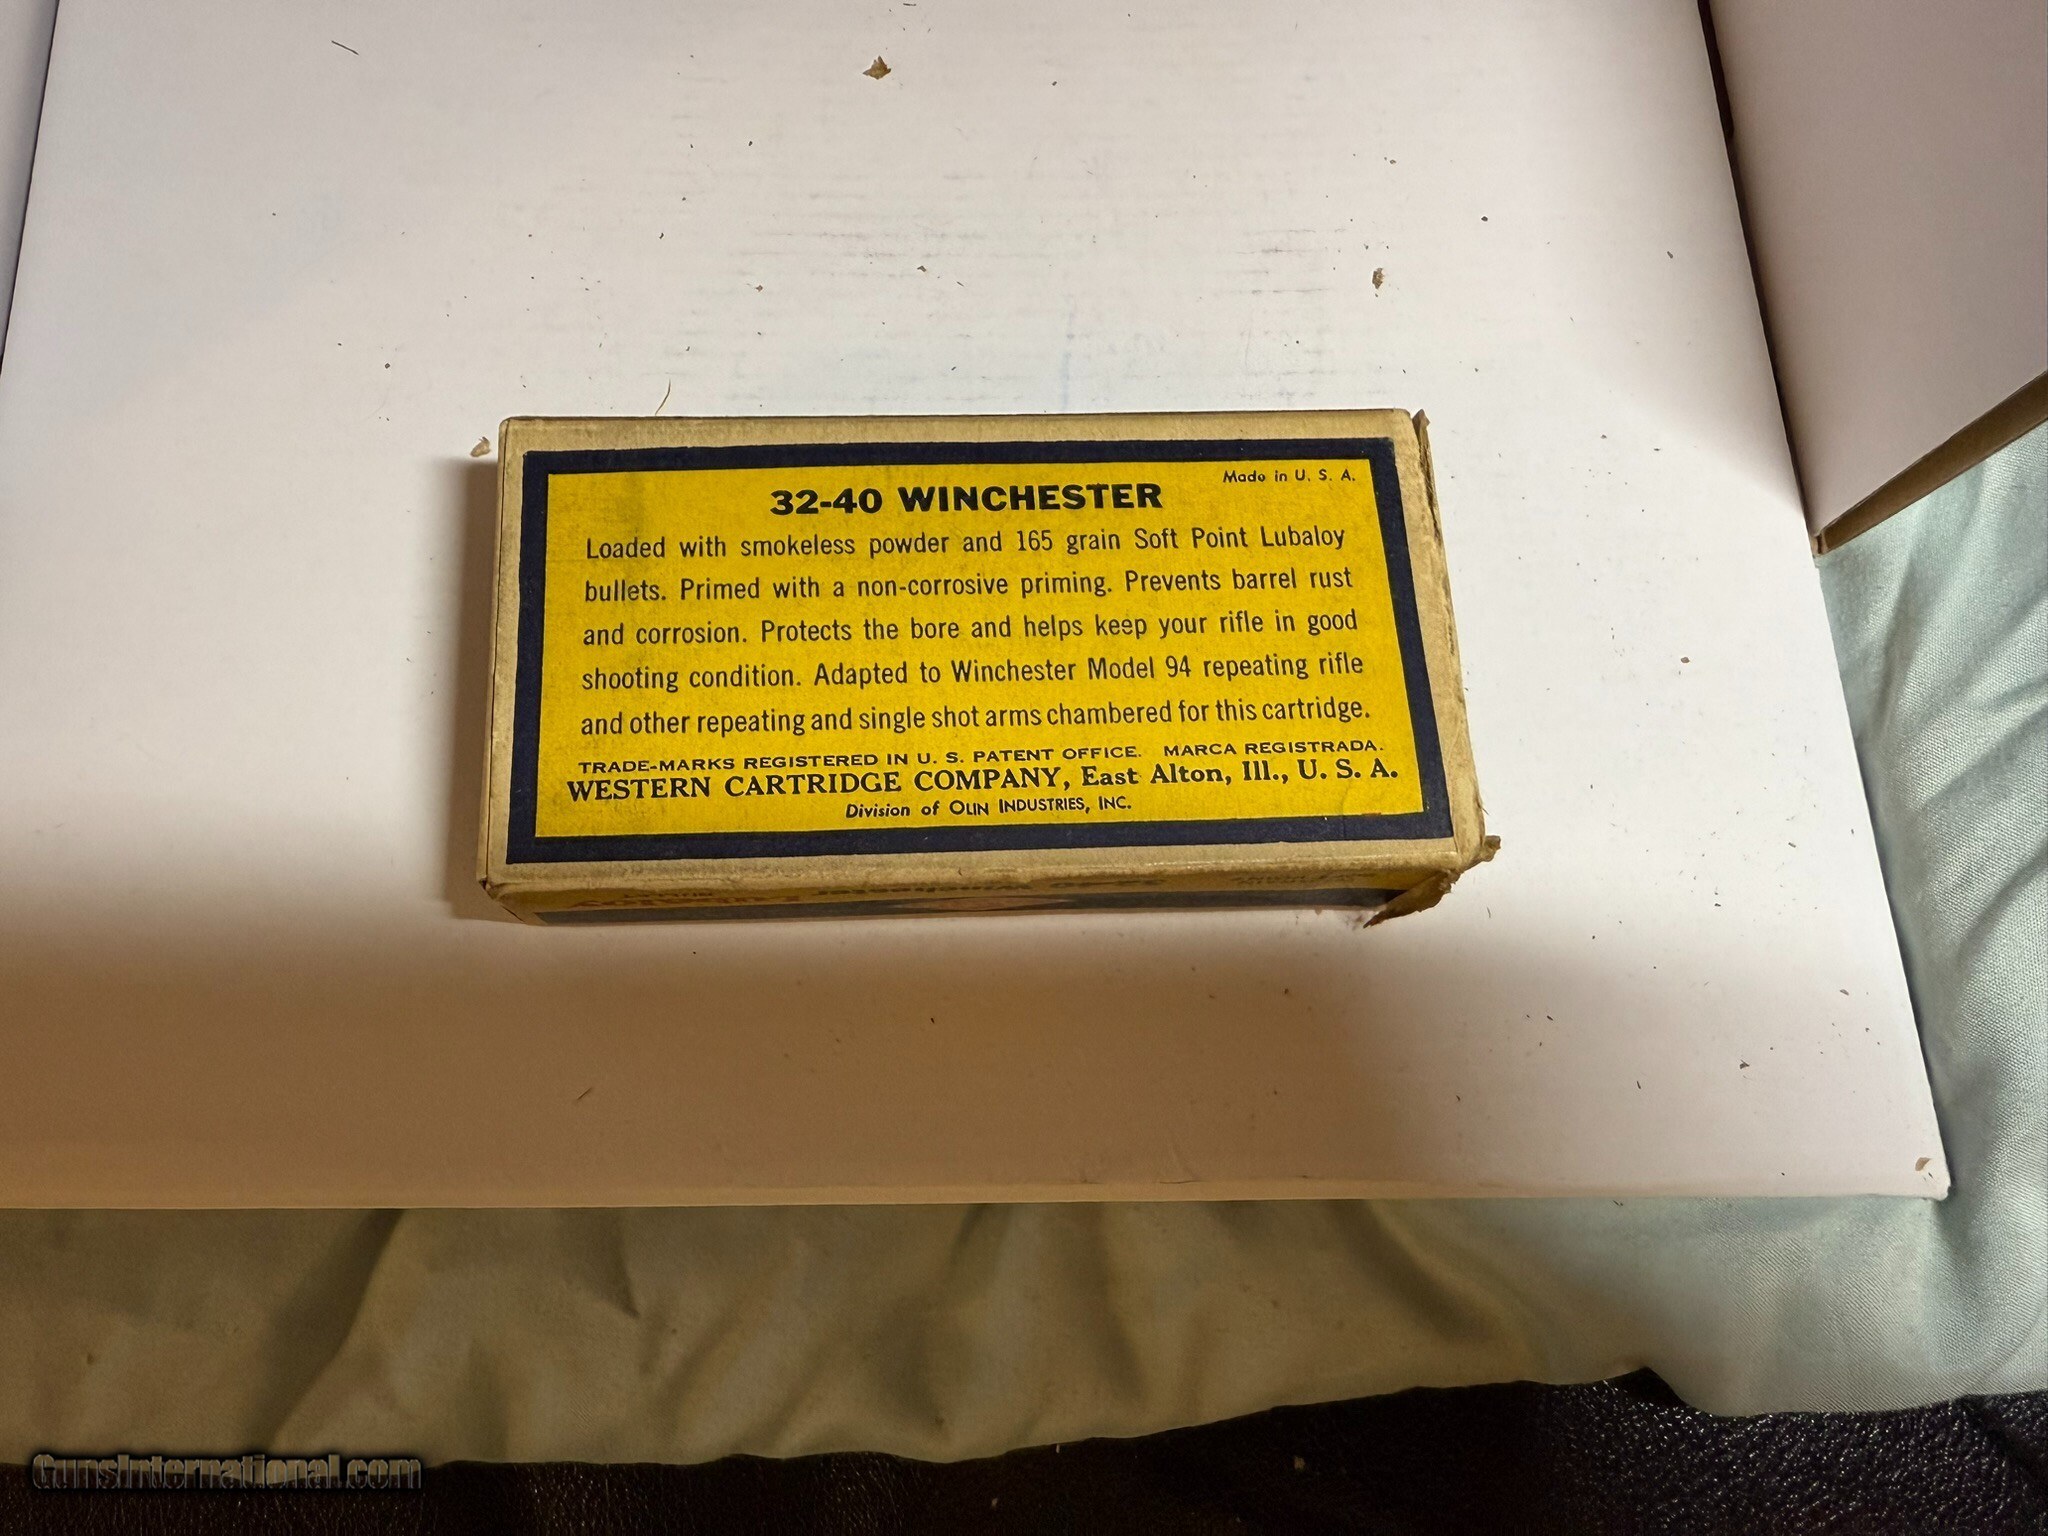 Made in U. S. A.
32-40 WINCHESTER
Loaded with smokeless powder and 165 grain Soft Point Lubaloy
bullets. Primed with a non-corrosive priming. Prevents barrel rust
and corrosion. Protects the bore and helps keep your rifle in good
shooting condition. Adapted to Winchester Model 94 repeating rifle
and other repeating and single shot arms chambered for this cartridge.
TRADE-MARKS REGISTERED IN U. S. PATENT OFFICE. MARCA REGISTRADA.
WESTERN CARTRIDGE COMPANY, East Alton, Ill., U. S. A.
Division of OLIN INDUSTRIES, INC.
GunsInternational.com